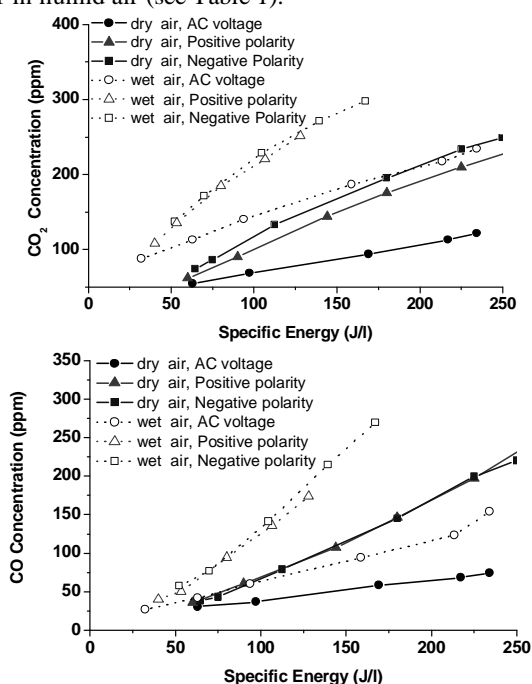 r in humid air (see Table 1).
400
300
200
100
CO₂ Concentration (ppm)
dry air, AC voltage
dry air, Positive polarity
dry air, Negative Polarity
wet air, AC voltage
wet air, Positive polarity
wet air, Negative Polarity
0 50 100 150 200 250
Specific Energy (J/l)
350
300
250
200
150
100
50
0
CO Concentration (ppm)
dry air, AC voltage
dry air, Positive polarity
dry air, Negative polarity
wet air, AC voltage
wet air, Positive polarity
wet air, Negative polarity
0 50 100 150 200 250
Specific Energy (J/l)